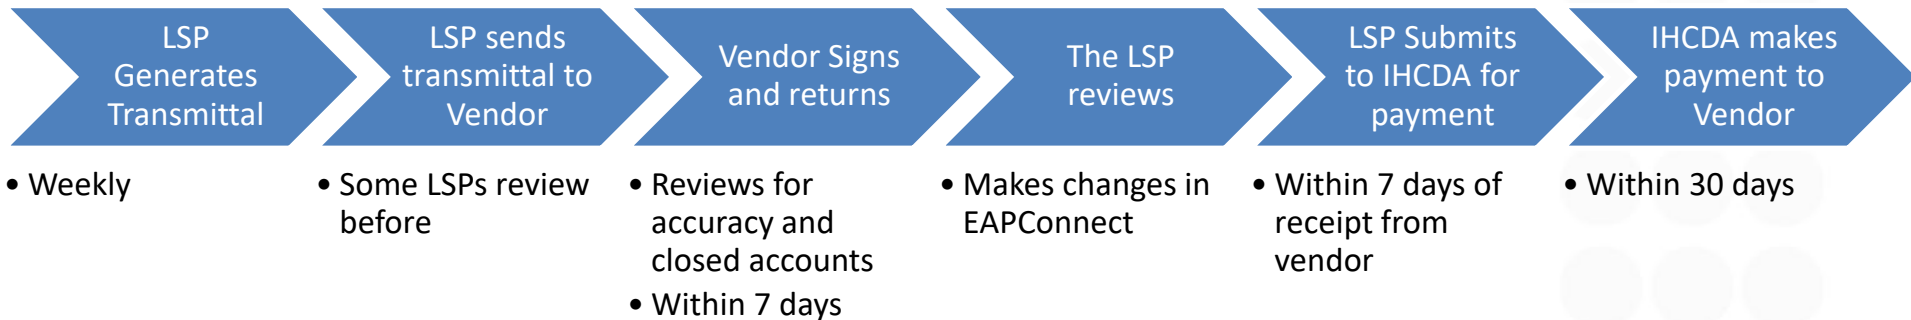 LSP
Generates
Transmittal
LSP sends
transmittal to
Vendor
Vendor Signs
and returns
The LSP
reviews
LSP Submits
to IHCDA for
payment
IHCDA makes
payment to
Vendor
• Weekly
• Some LSPs review
before
• Reviews for
accuracy and
closed accounts
• Within 7 days
• Makes changes in
EAPConnect
• Within 7 days of
receipt from
vendor
• Within 30 days